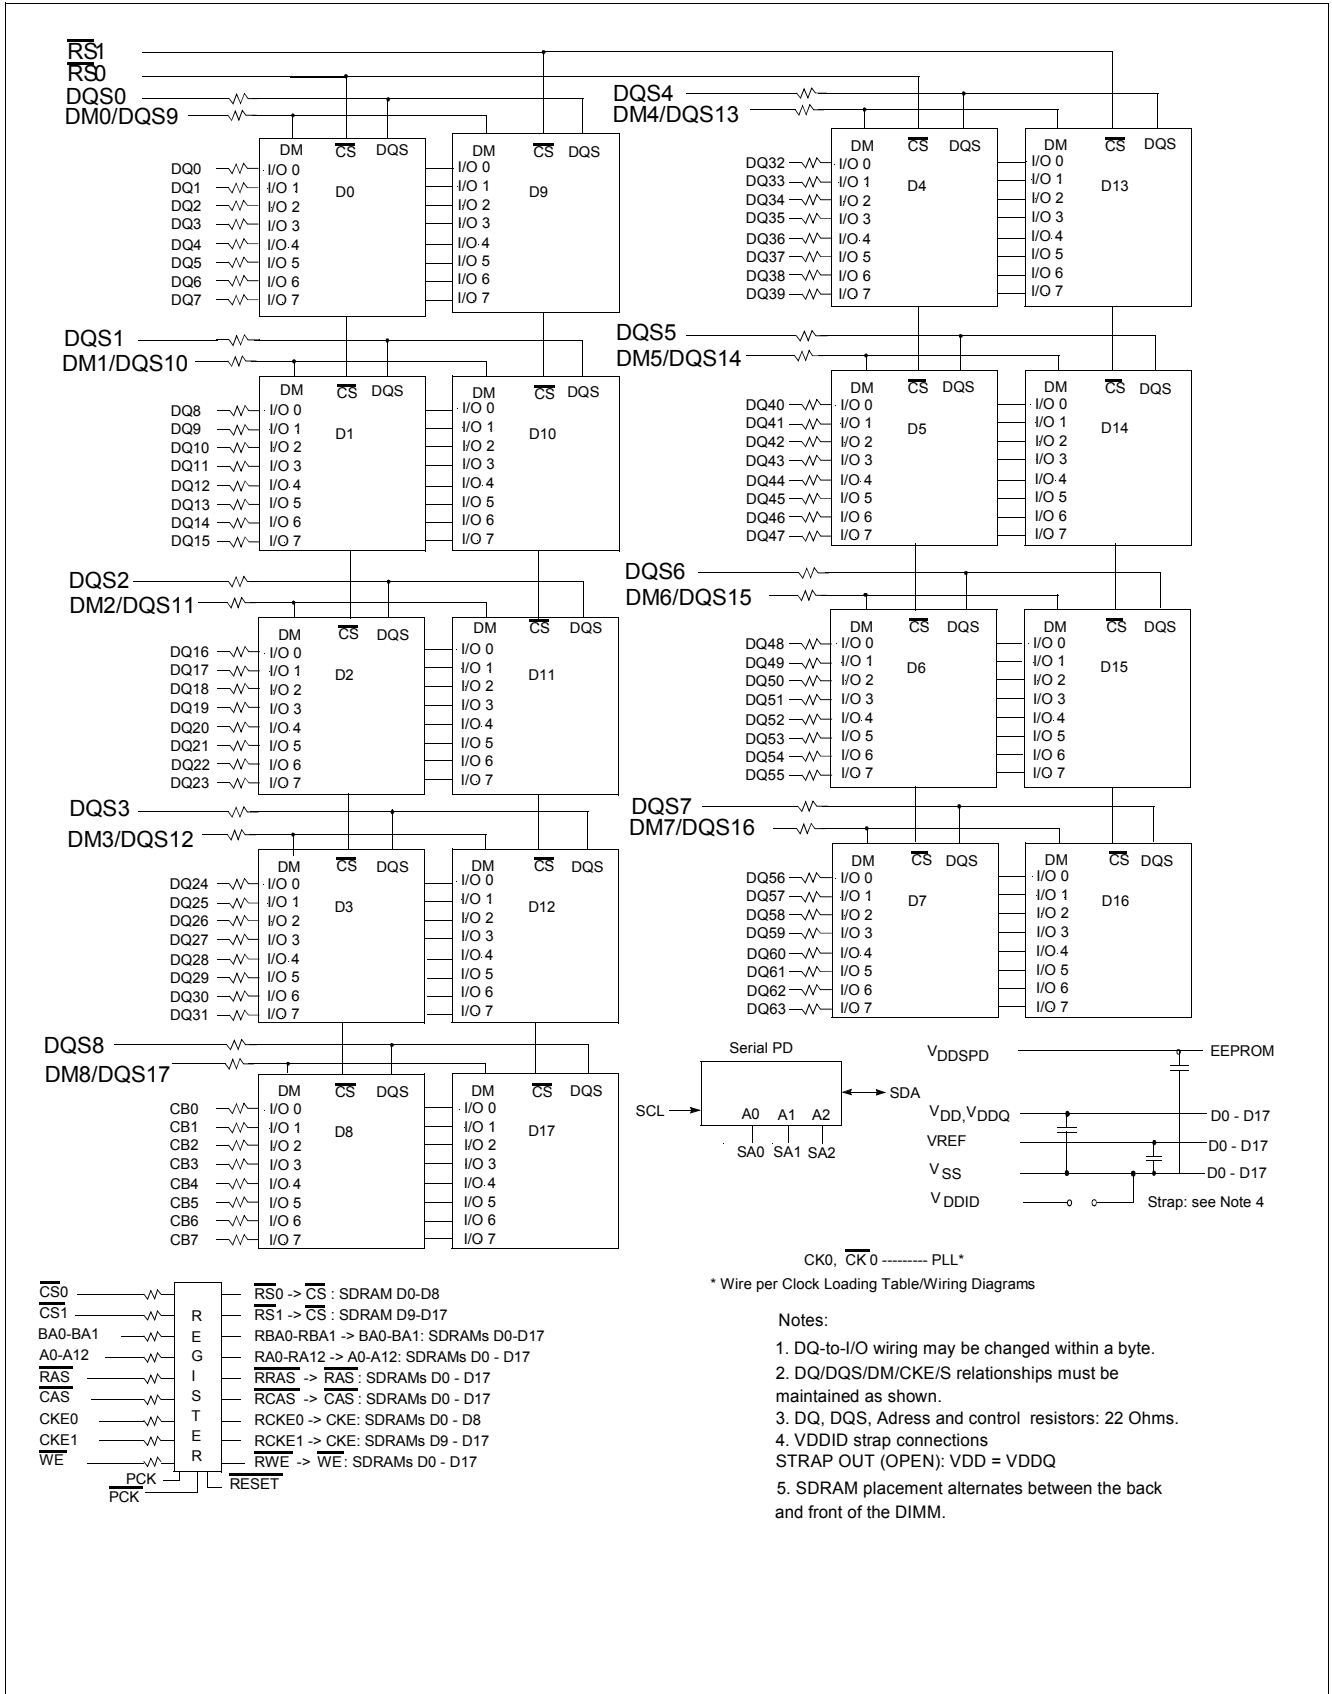 RS1
RS0
DQS0
DM0/DQS9
DM CS DQS
DM CS DQS
D0
D9
DQ0 I/O 0 I/O 0
DQ1 I/O 1 I/O 1
DQ2 I/O 2 I/O 2
DQ3 I/O 3 I/O 3
DQ4 I/O 4 I/O 4
DQ5 I/O 5 I/O 5
DQ6 I/O 6 I/O 6
DQ7 I/O 7 I/O 7
DQS1
DM1/DQS10
DM CS DQS
DM CS DQS
D1
D10
DQ8 I/O 0 I/O 0
DQ9 I/O 1 I/O 1
DQ10 I/O 2 I/O 2
DQ11 I/O 3 I/O 3
DQ12 I/O 4 I/O 4
DQ13 I/O 5 I/O 5
DQ14 I/O 6 I/O 6
DQ15 I/O 7 I/O 7
DQS2
DM2/DQS11
DM CS DQS
DM CS DQS
D2
D11
DQ16 I/O 0 I/O 0
DQ17 I/O 1 I/O 1
DQ18 I/O 2 I/O 2
DQ19 I/O 3 I/O 3
DQ20 I/O 4 I/O 4
DQ21 I/O 5 I/O 5
DQ22 I/O 6 I/O 6
DQ23 I/O 7 I/O 7
DQS3
DM3/DQS12
DM CS DQS
DM CS DQS
D3
D12
DQ24 I/O 0 I/O 0
DQ25 I/O 1 I/O 1
DQ26 I/O 2 I/O 2
DQ27 I/O 3 I/O 3
DQ28 I/O 4 I/O 4
DQ29 I/O 5 I/O 5
DQ30 I/O 6 I/O 6
DQ31 I/O 7 I/O 7
DQS8
DM8/DQS17
DM CS DQS
DM CS DQS
D8
D17
CB0 I/O 0 I/O 0
CB1 I/O 1 I/O 1
CB2 I/O 2 I/O 2
CB3 I/O 3 I/O 3
CB4 I/O 4 I/O 4
CB5 I/O 5 I/O 5
CB6 I/O 6 I/O 6
CB7 I/O 7 I/O 7
DQS4
DM4/DQS13
DM CS DQS
DM CS DQS
D4
D13
DQ32 I/O 0 I/O 0
DQ33 I/O 1 I/O 1
DQ34 I/O 2 I/O 2
DQ35 I/O 3 I/O 3
DQ36 I/O 4 I/O 4
DQ37 I/O 5 I/O 5
DQ38 I/O 6 I/O 6
DQ39 I/O 7 I/O 7
DQS5
DM5/DQS14
DM CS DQS
DM CS DQS
D5
D14
DQ40 I/O 0 I/O 0
DQ41 I/O 1 I/O 1
DQ42 I/O 2 I/O 2
DQ43 I/O 3 I/O 3
DQ44 I/O 4 I/O 4
DQ45 I/O 5 I/O 5
DQ46 I/O 6 I/O 6
DQ47 I/O 7 I/O 7
DQS6
DM6/DQS15
DM CS DQS
DM CS DQS
D6
D15
DQ48 I/O 0 I/O 0
DQ49 I/O 1 I/O 1
DQ50 I/O 2 I/O 2
DQ51 I/O 3 I/O 3
DQ52 I/O 4 I/O 4
DQ53 I/O 5 I/O 5
DQ54 I/O 6 I/O 6
DQ55 I/O 7 I/O 7
DQS7
DM7/DQS16
DM CS DQS
DM CS DQS
D7
D16
DQ56 I/O 0 I/O 0
DQ57 I/O 1 I/O 1
DQ58 I/O 2 I/O 2
DQ59 I/O 3 I/O 3
DQ60 I/O 4 I/O 4
DQ61 I/O 5 I/O 5
DQ62 I/O 6 I/O 6
DQ63 I/O 7 I/O 7
Serial PD
SCL
SDA
A0 A1 A2
SA0 SA1 SA2
VDDSPD EEPROM
VDD,VDDQ D0 - D17
VREF D0 - D17
VSS D0 - D17
VDDID Strap: see Note 4
CK0, CK0 --------- PLL*
* Wire per Clock Loading Table/Wiring Diagrams
REGISTER
CS0 RS0 -> CS : SDRAM D0-D8
CS1 RS1 -> CS : SDRAM D9-D17
BA0-BA1 RBA0-RBA1 -> BA0-BA1: SDRAMs D0-D17
A0-A12 RA0-RA12 -> A0-A12: SDRAMs D0 - D17
RAS RRAS -> RAS : SDRAMs D0 - D17
CAS RCAS -> CAS : SDRAMs D0 - D17
CKE0 RCKE0 -> CKE: SDRAMs D0 - D8
CKE1 RCKE1 -> CKE: SDRAMs D9 - D17
WE RWE -> WE: SDRAMs D0 - D17
PCK
PCK
RESET
Notes:
1. DQ-to-I/O wiring may be changed within a byte.
2. DQ/DQS/DM/CKE/S relationships must be
maintained as shown.
3. DQ, DQS, Adress and control resistors: 22 Ohms.
4. VDDID strap connections
STRAP OUT (OPEN): VDD = VDDQ
5. SDRAM placement alternates between the back
and front of the DIMM.